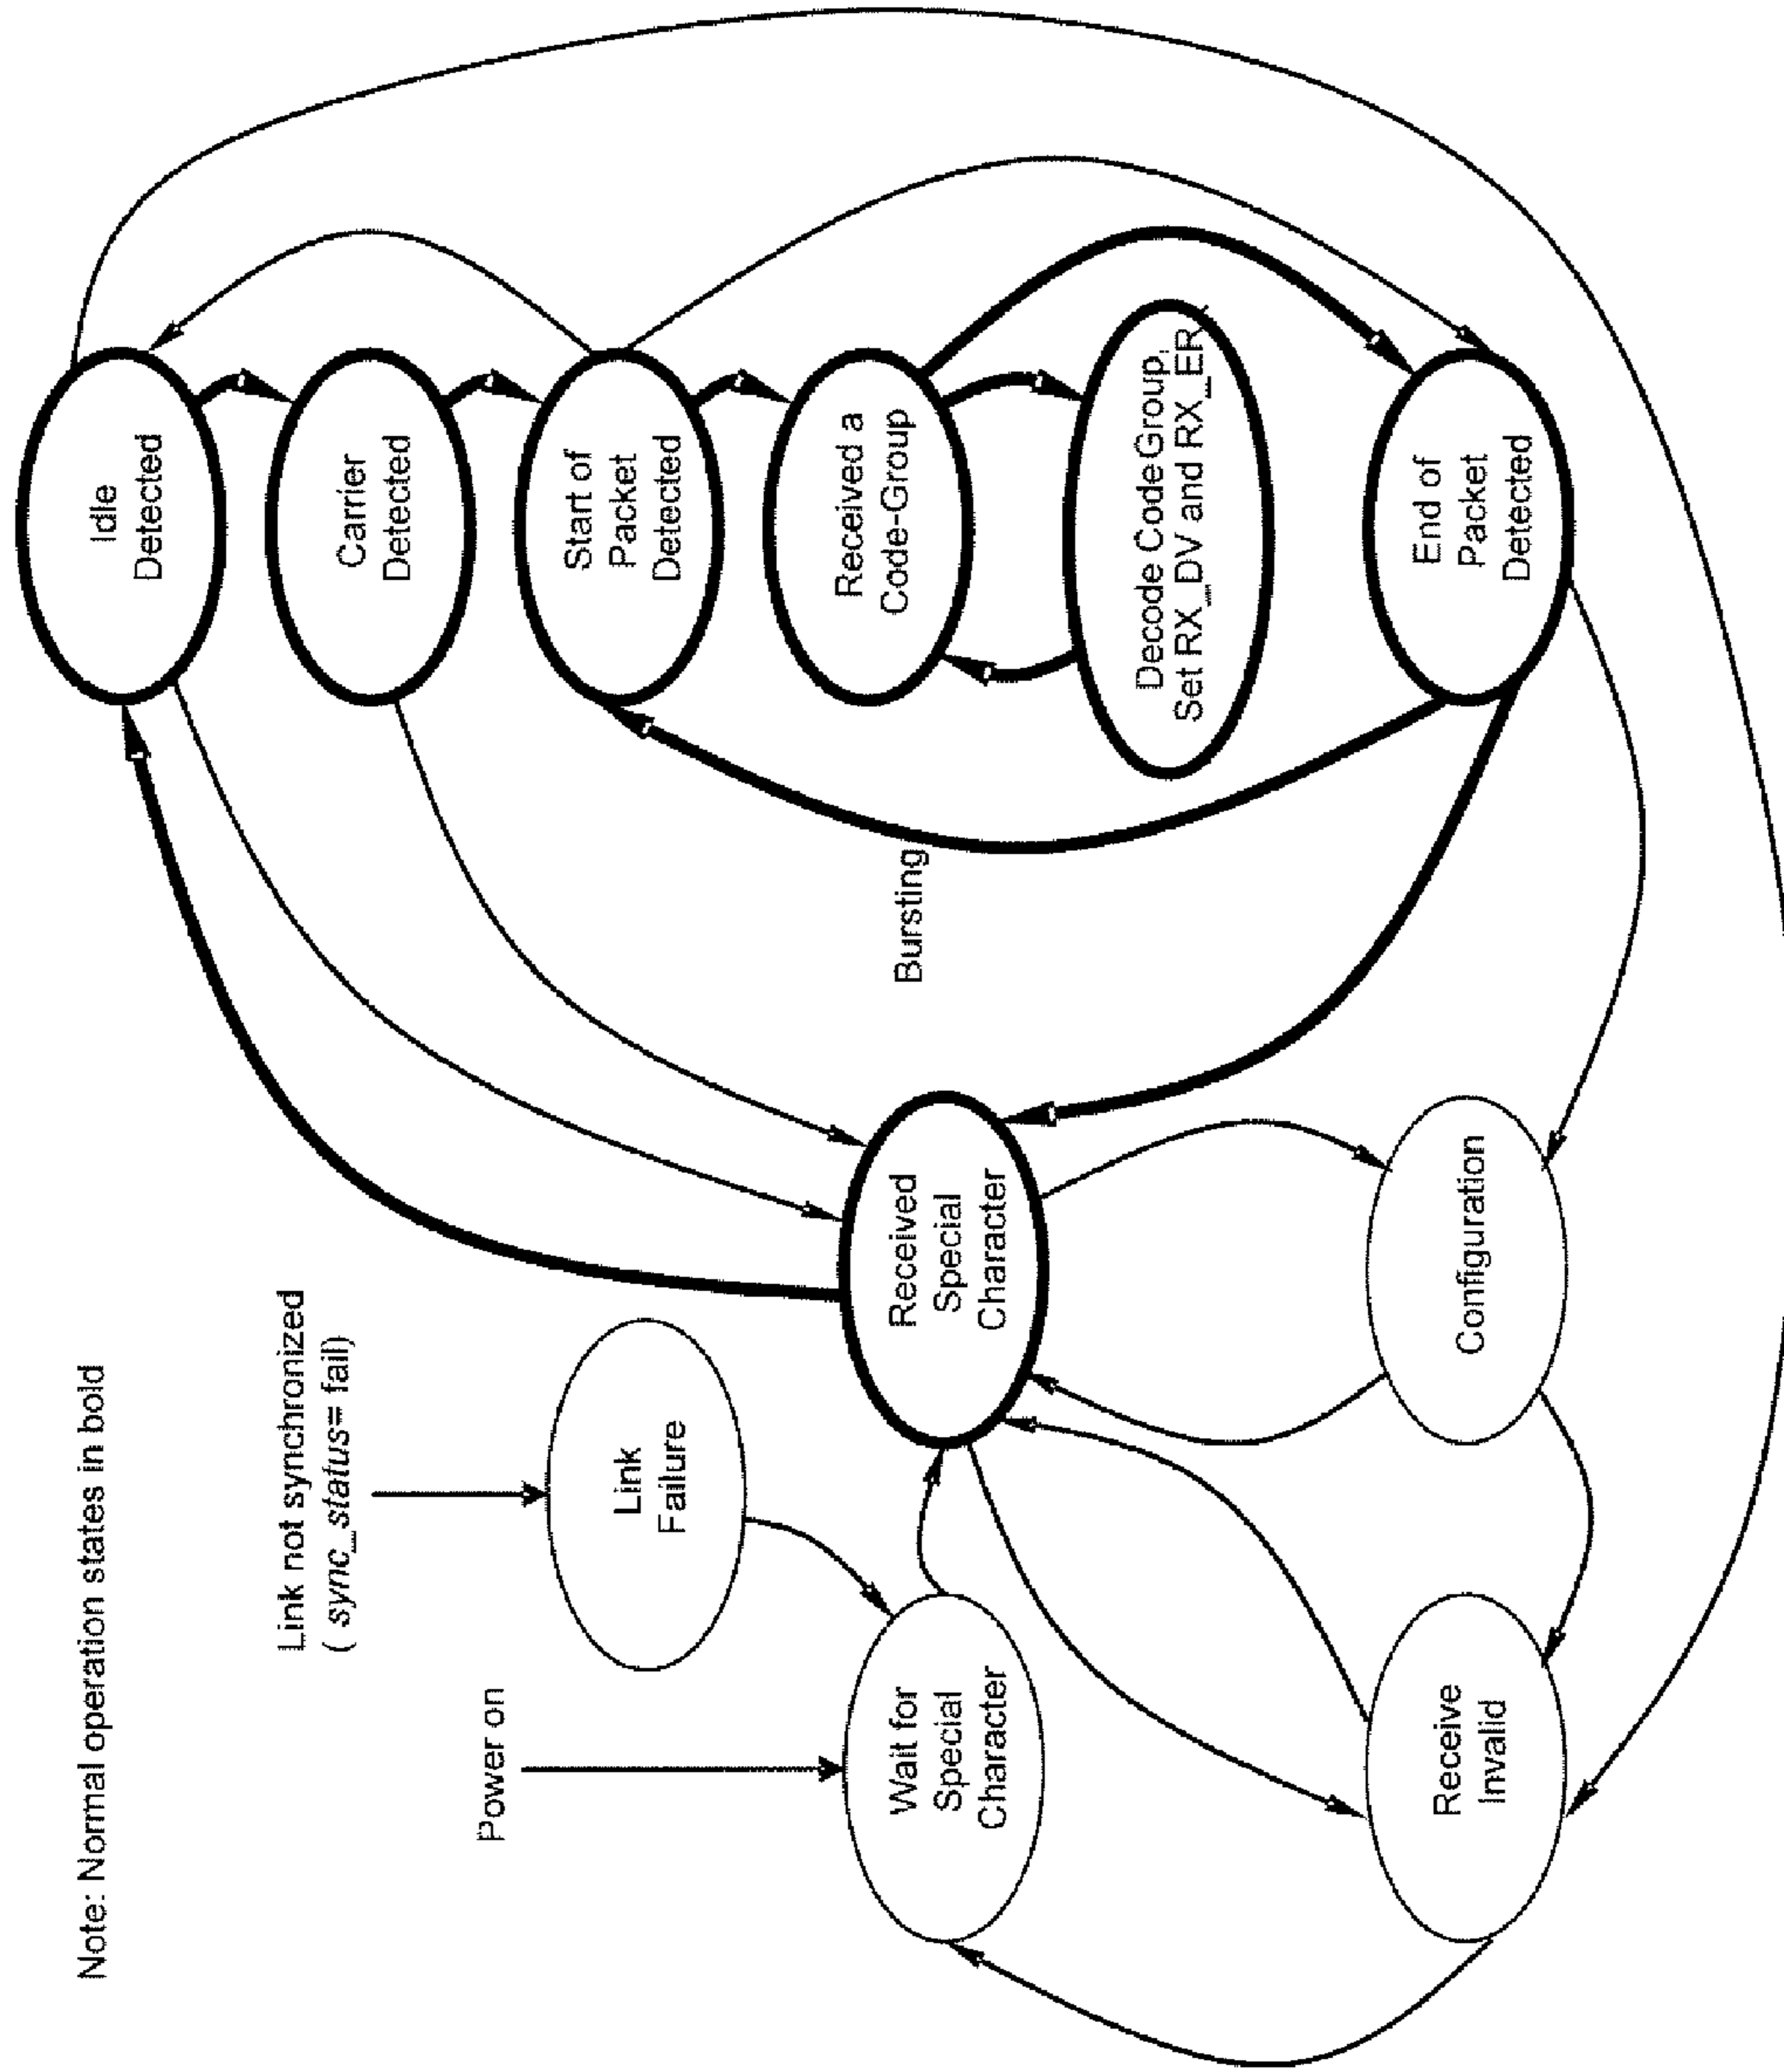 Note: Normal operation states in bold
Link not synchronized
( sync_status= fail)
Power on
Link
Failure
Wait for
Special
Character
Received
Special
Character
Receive
Invalid
Configuration
Bursting
Idle
Detected
Carrier
Detected
Start of
Packet
Detected
Received a
Code-Group
Decode CodeGroup,
Set RX_DV and RX_ER
End of
Packet
Detected